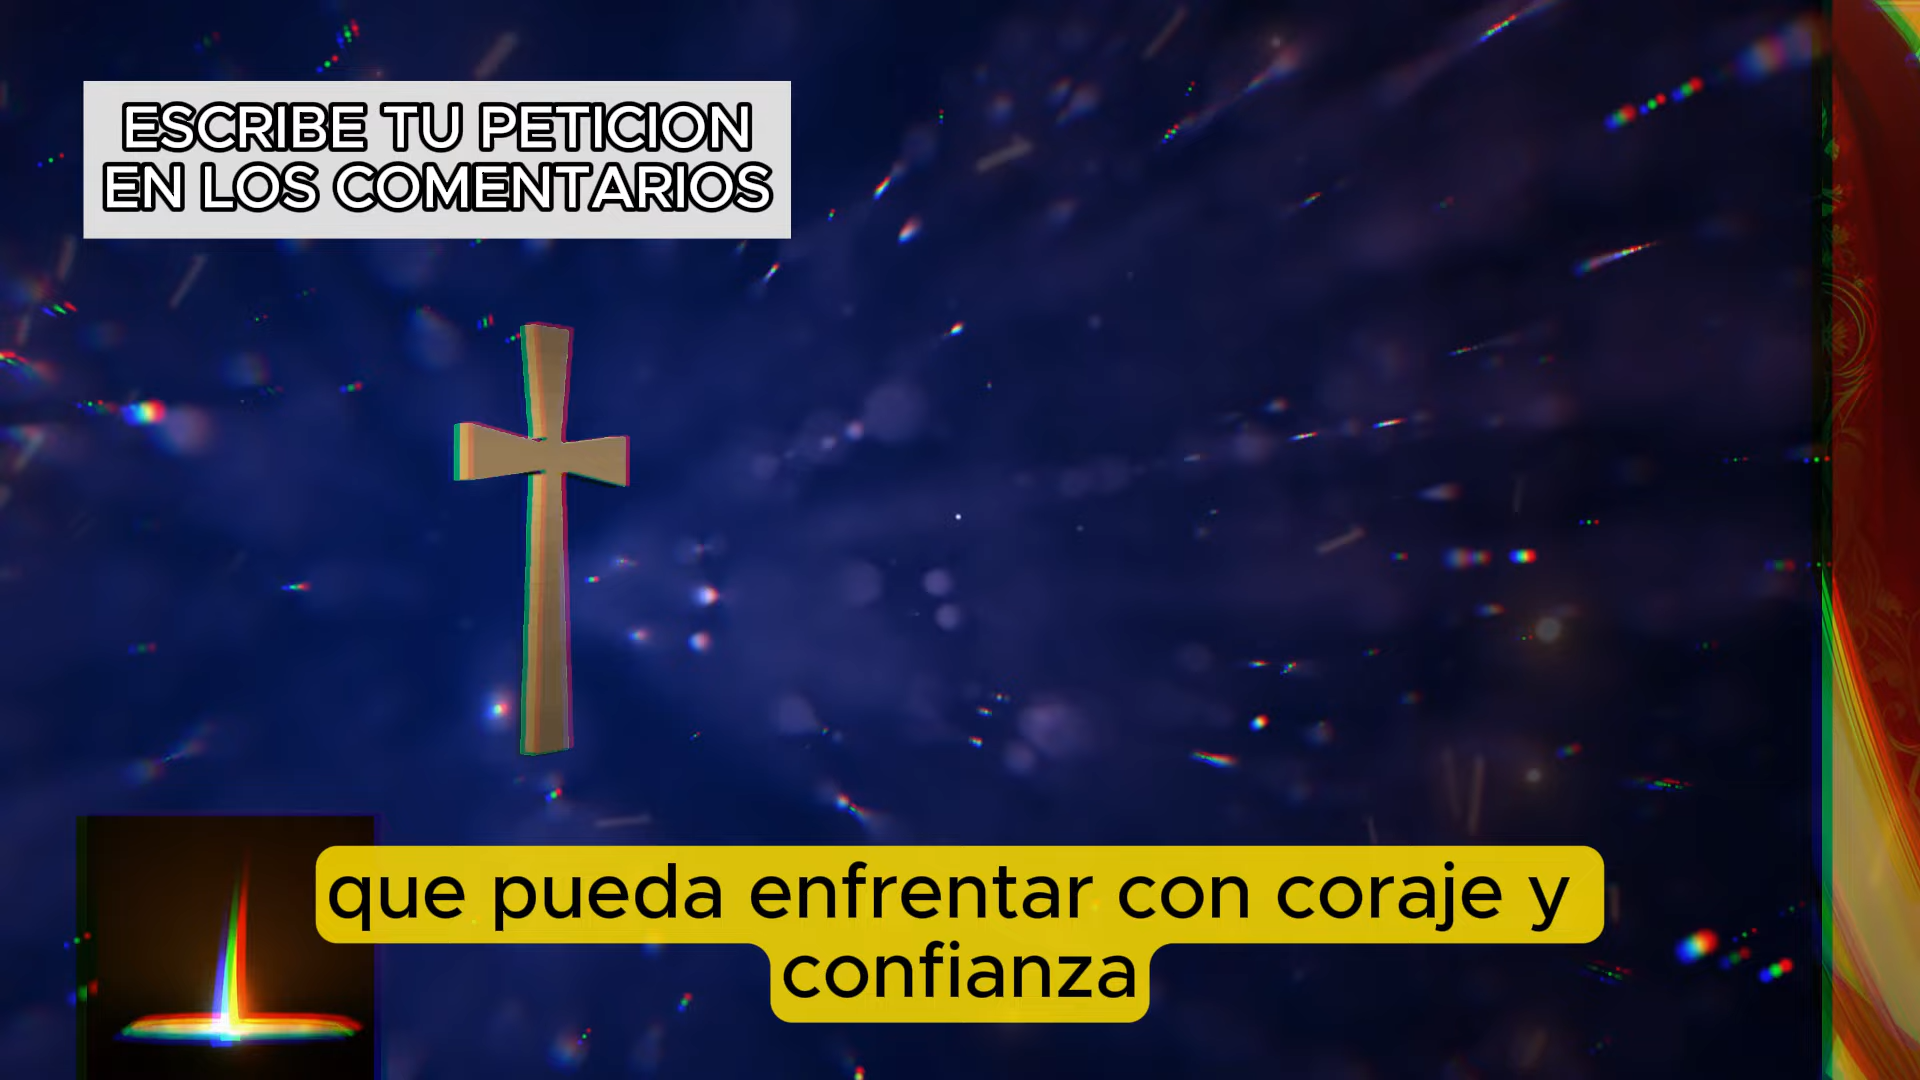 ESCRIBE TU PETICION
EN LOS COMENTARIOS
que pueda enfrentar con coraje y
confianza